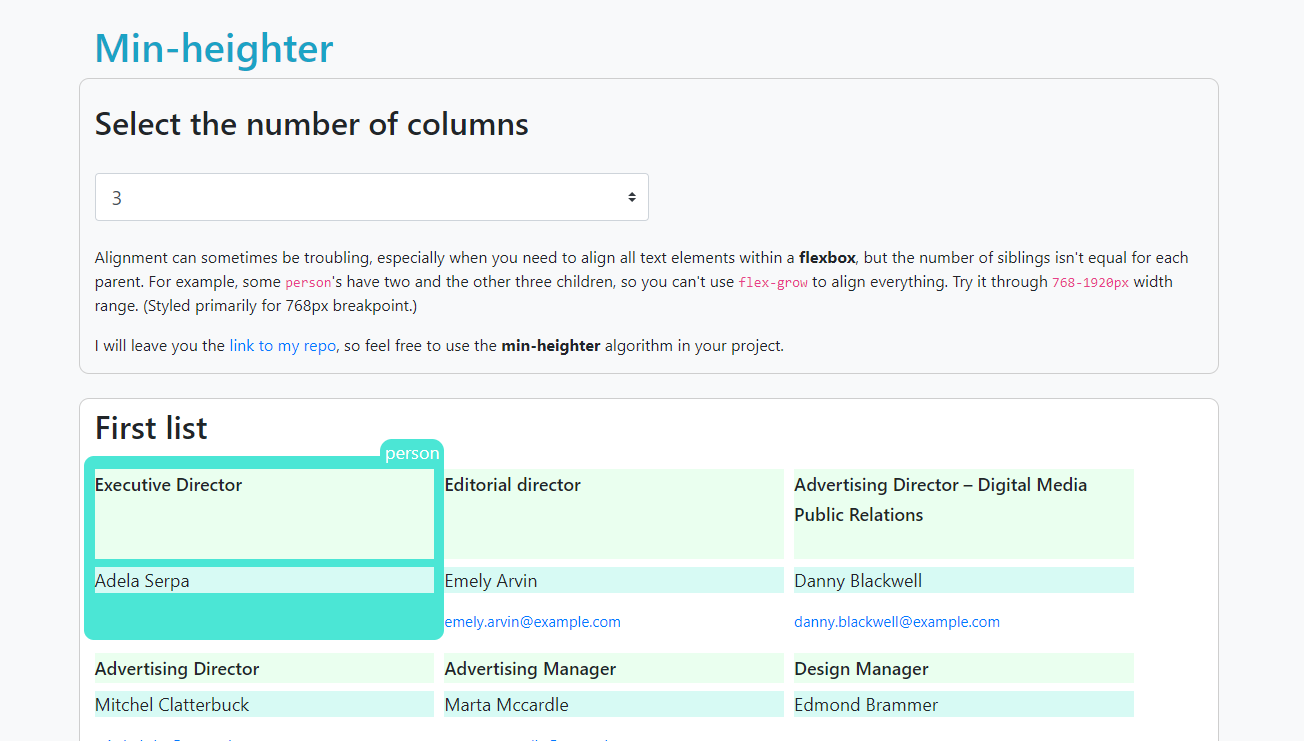 Min-heighter
Select the number of columns
3
Alignment can sometimes be troubling, especially when you need to align all text elements within a flexbox, but the number of siblings isn't equal for each
parent. For example, some person's have two and the other three children, so you can't use flex-grow to align everything. Try it through 768-1920px width
range. (Styled primarily for 768px breakpoint.)
I will leave you the link to my repo, so feel free to use the min-heighter algorithm in your project.
First list
person
Executive Director
Editorial director
Advertising Director – Digital Media
Public Relations
Adela Serpa
Emely Arvin
Danny Blackwell
emely.arvin@example.com
danny.blackwell@example.com
Advertising Director
Advertising Manager
Design Manager
Mitchel Clatterbuck
Marta Mccardle
Edmond Brammer